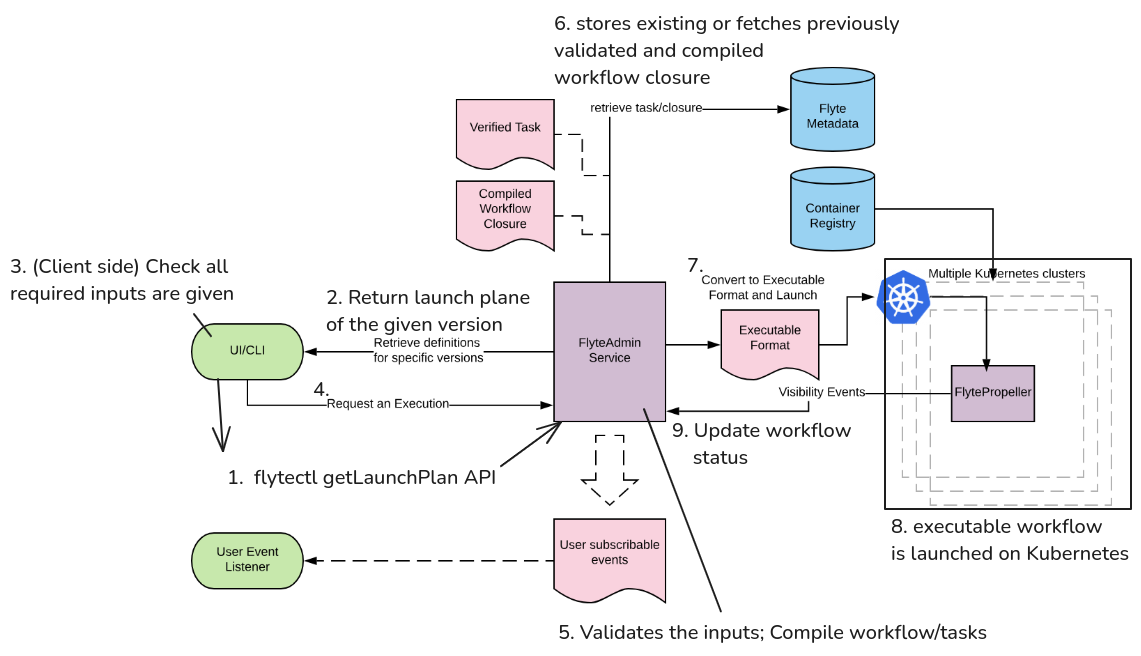 6. stores existing or fetches previously
validated and compiled
workflow closure
retrieve task/closure
Flyte
Metadata
Verified Task
Compiled
Workflow
Closure
Container
Registry
3. (Client side) Check all
required inputs are given
2. Return launch plane
of the given version
Retrieve definitions
for specific versions
UI/CLI
4.
Request an Execution
FlyteAdmin
Service
7.
Convert to Executable
Format and Launch
Executable
Format
Multiple Kubernetes clusters
FlytePropeller
Visibility Events
9. Update workflow
status
1. flytectl getLaunchPlan API
8. executable workflow
is launched on Kubernetes
User Event
Listener
User subscribable
events
5. Validates the inputs; Compile workflow/tasks